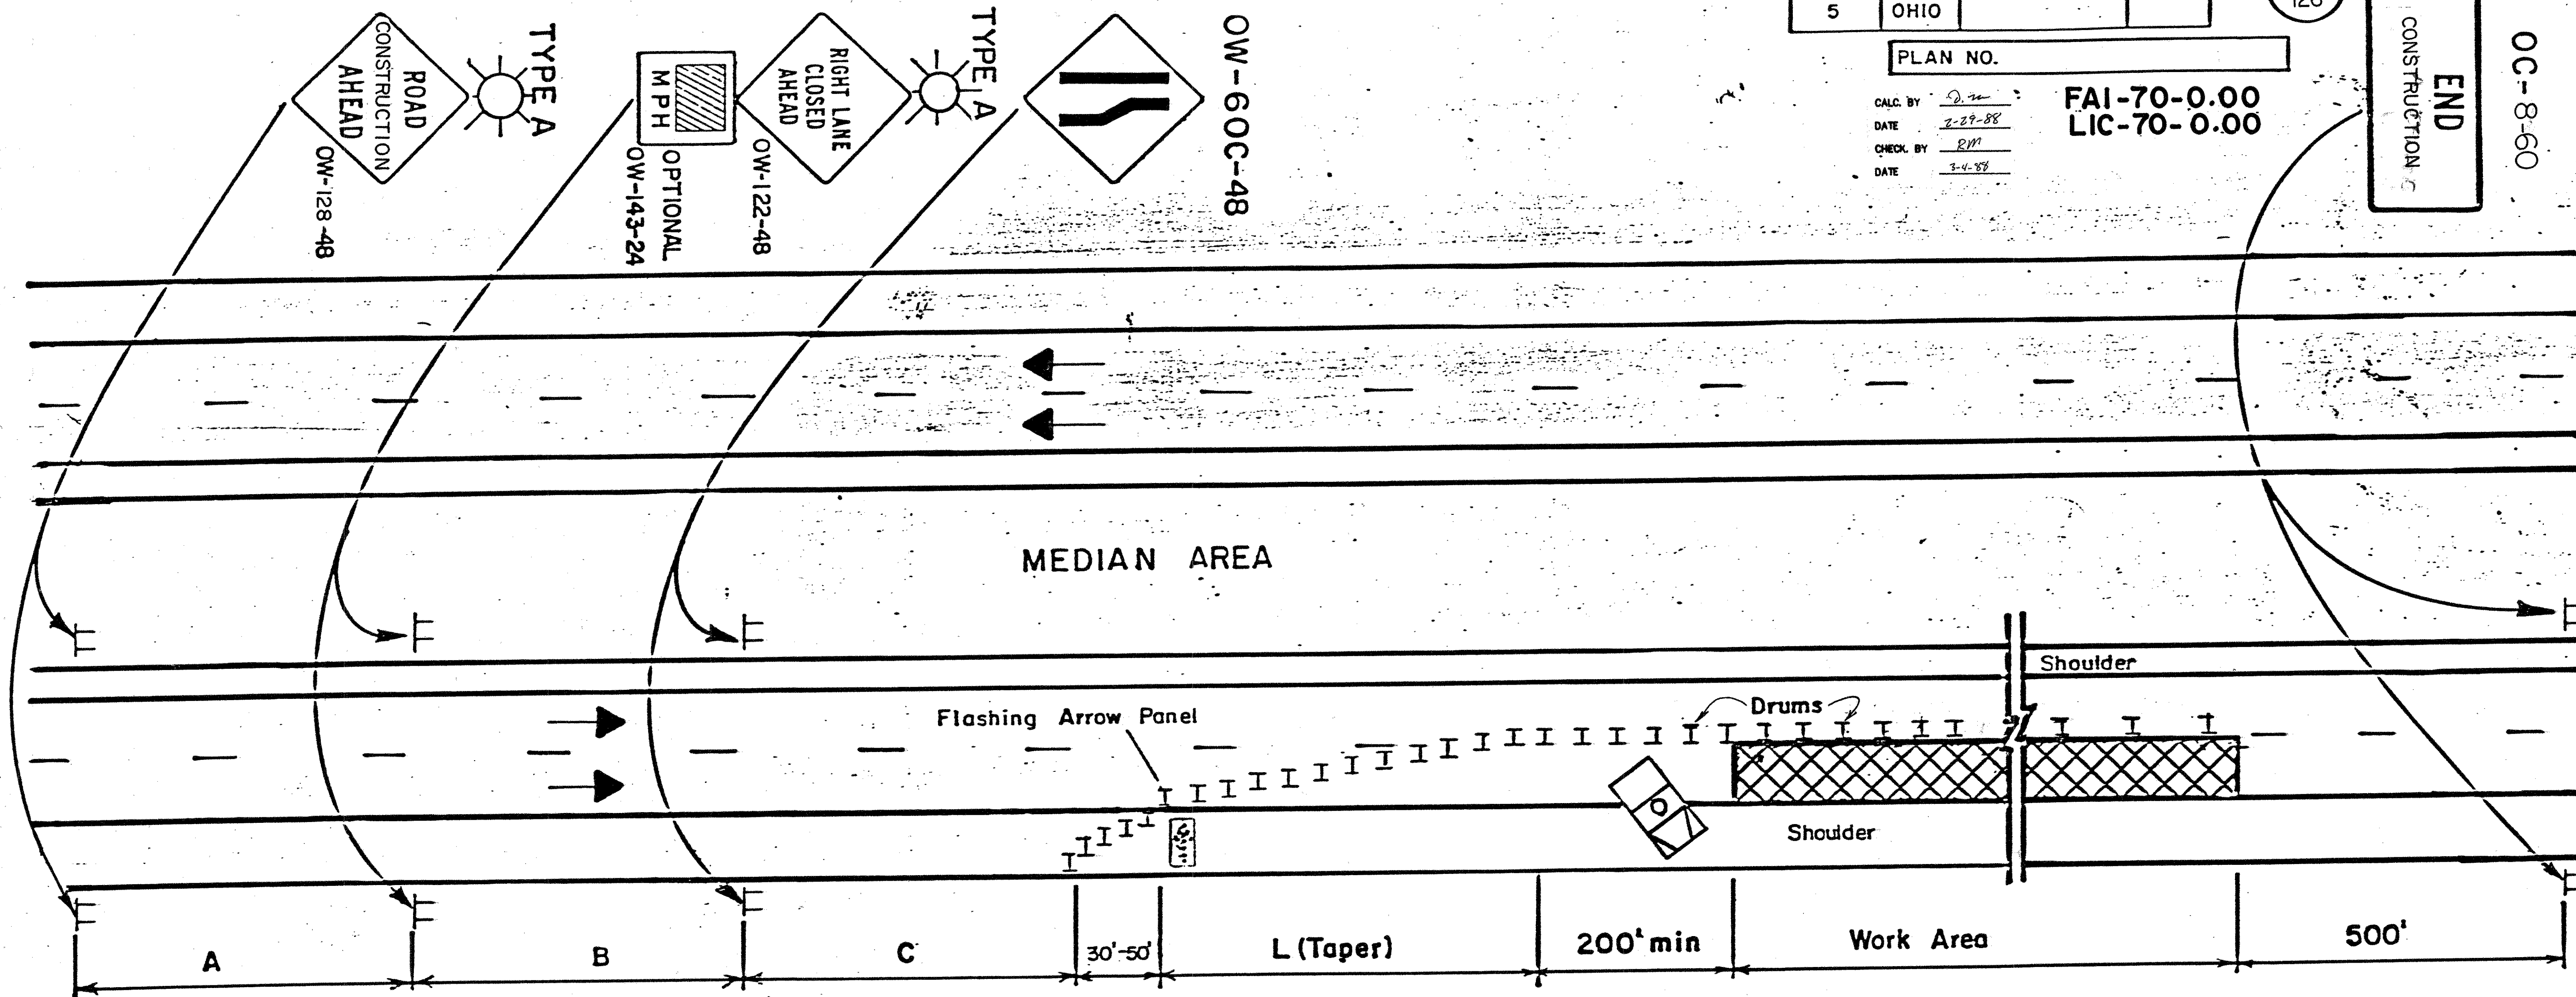 5 OHIO
126
PLAN NO.
CALC. BY
DATE 2-29-88
CHECK. BY RM
DATE 3-4-88
FAI-70-0.00
LIC-70-0.00
END
CONSTRUCTION
OC-8-60
ROAD
CONSTRUCTION
AHEAD
TYPE A
OW-128-48
RIGHT LANE
CLOSED
AHEAD
MPH
TYPE A
OW-122-48
OPTIONAL
OW-143-24
OW-60C-48
MEDIAN AREA
Shoulder
Flashing Arrow Panel
Drums
Shoulder
A
B
C
30'-50'
L (Taper)
200' min
Work Area
500'